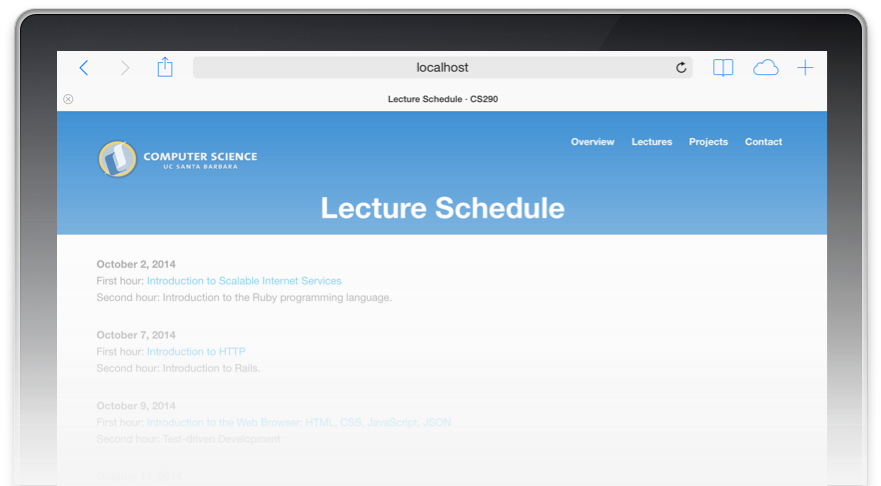 localhost
Lecture Schedule · CS290
Overview Lectures Projects Contact
COMPUTER SCIENCE
UC SANTA BARBARA
Lecture Schedule
October 2, 2014
First hour: Introduction to Scalable Internet Services
Second hour: Introduction to the Ruby programming language.
October 7, 2014
First hour: Introduction to HTTP
Second hour: Introduction to Rails.
October 9, 2014
First hour: Introduction to the Web Browser: HTML, CSS, JavaScript, JSON
Second hour: Test-driven Development